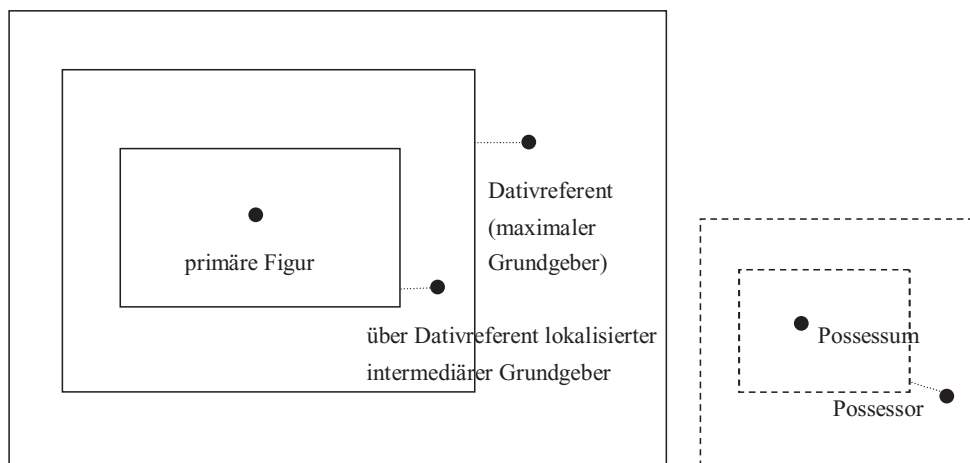 Dativreferent
(maximaler
Grundgeber)
primäre Figur
über Dativreferent lokalisierter
intermediärer Grundgeber
Possessum
Possessor